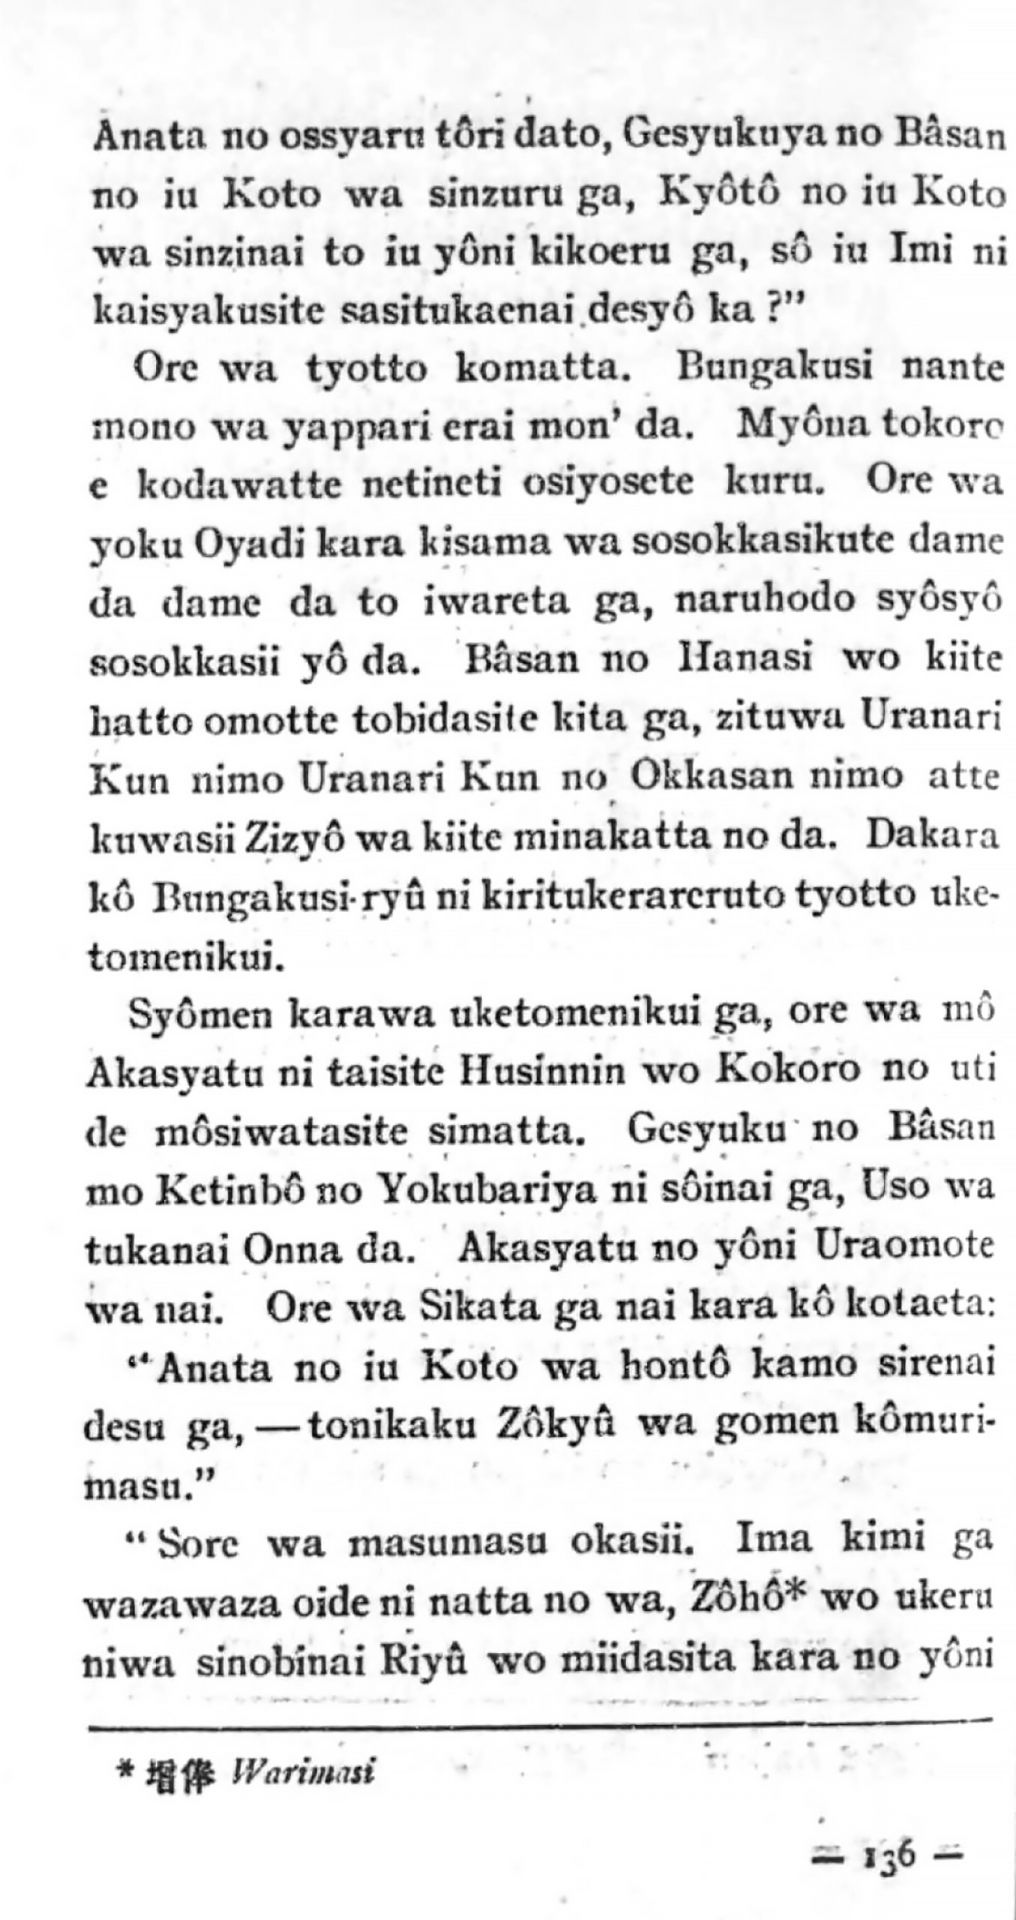 Anata no ossyaru tôri dato, Gesyukuya no Bâsan
no iu Koto wa sinzuru ga, Kyôtô no iu Koto
wa sinzinai to iu yôni kikoeru ga, sô iu Imi ni
kaisyakusite sasitukaenai desyô ka ?”
Ore wa tyotto komatta. Bungakusi nante
mono wa yappari erai mon’ da. Myôna tokoro
e kodawatte netineti osiyosete kuru. Ore wa
yoku Oyadi kara kisama wa sosokkasikute dame
da dame da to iwareta ga, naruhodo syôsyô
sosokkasii yô da. Bâsan no Hanasi wo kiite
hatto omotte tobidasite kita ga, zituwa Uranari
Kun nimo Uranari Kun no Okkasan nimo atte
kuwasii Zizyô wa kiite minakatta no da. Dakara
kô Bungakusi-ryû ni kiritukerareruto tyotto uke-
tomenikui.
Syômen karawa uketomenikui ga, ore wa mô
Akasyatu ni taisite Husinnin wo Kokoro no uti
de môsiwatasite simatta. Gesyuku no Bâsan
mo Ketinbô no Yokubariya ni sôinai ga, Uso wa
tukanai Onna da. Akasyatu no yôni Uraomote
wa nai. Ore wa Sikata ga nai kara kô kotaeta:
“Anata no iu Koto wa hontô kamo sirenai
desu ga, — tonikaku Zôkyû wa gomen kômuri-
masu.”
“Sore wa masumasu okasii. Ima kimi ga
wazawaza oide ni natta no wa, Zôhô* wo ukeru
niwa sinobinai Riyû wo miidasita kara no yôni
* 増俸 Warimasi
— 136 —